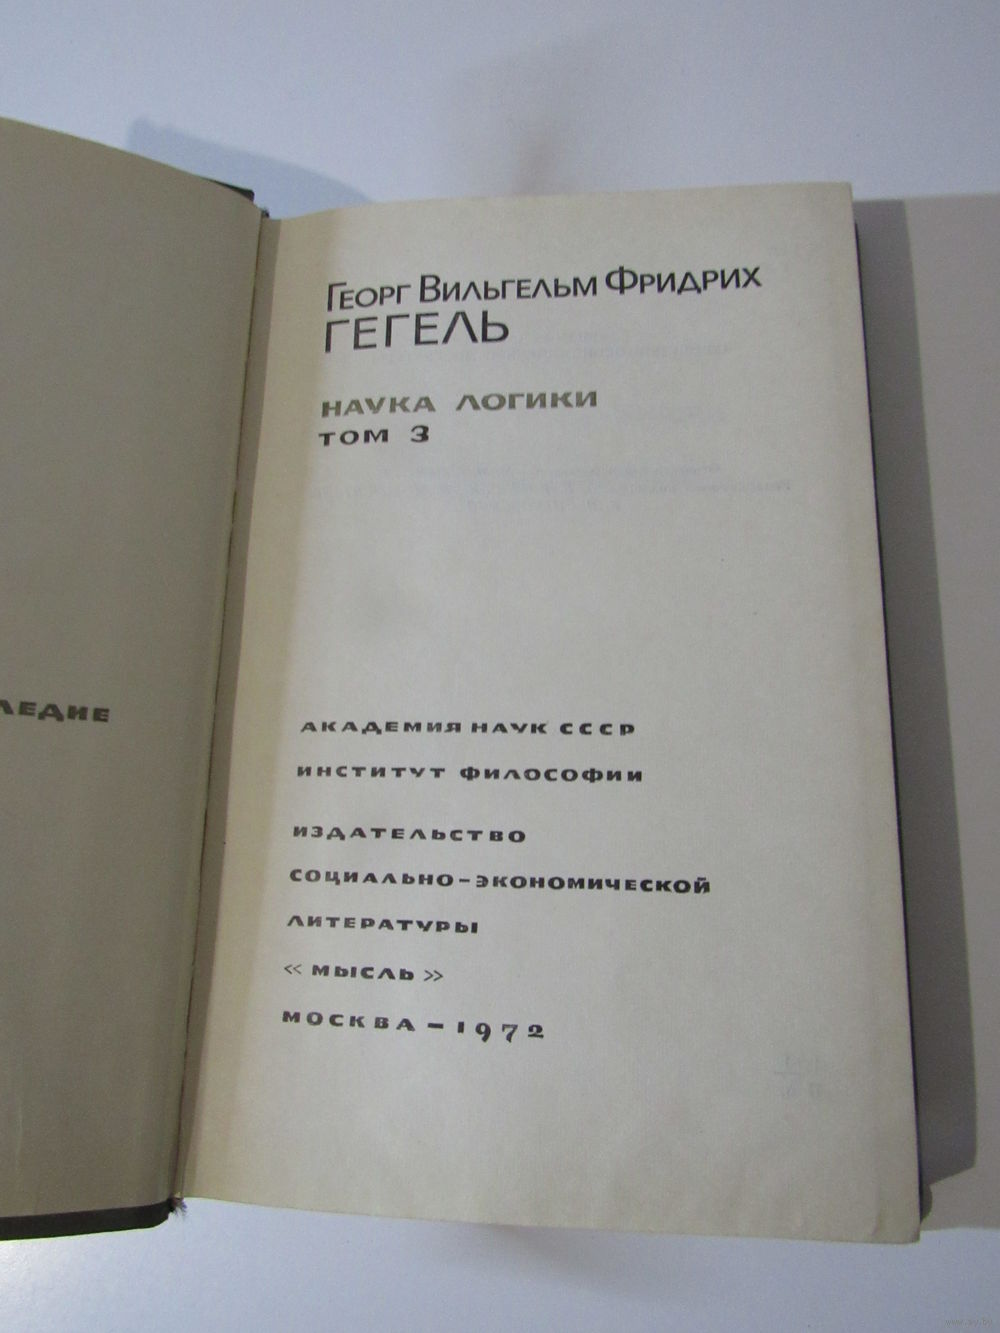 ЛЕДИЕ
ГЕОРГ ВИЛЬГЕЛЬМ ФРИДРИХ
ГЕГЕЛЬ
НАУКА ЛОГИКИ
ТОМ 3
АКАДЕМИЯ НАУК СССР
ИНСТИТУТ ФИЛОСОФИИ
ИЗДАТЕЛЬСТВО
СОЦИАЛЬНО-ЭКОНОМИЧЕСКОЙ
ЛИТЕРАТУРЫ
«МЫСЛЬ»
МОСКВА – 1972